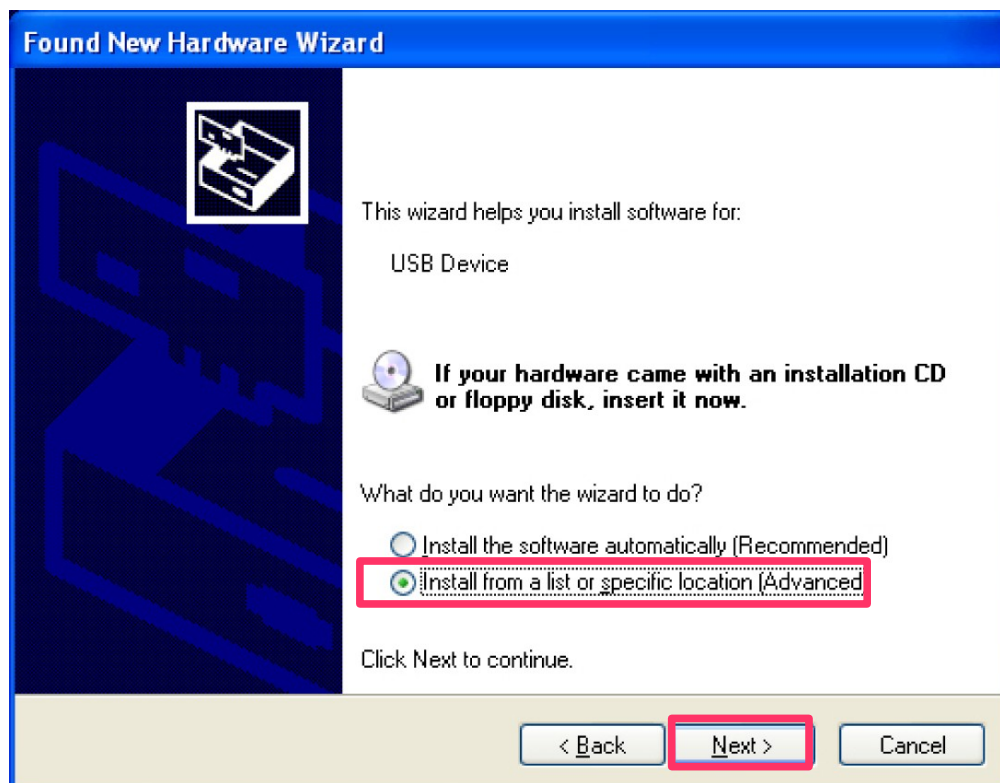 Found New Hardware Wizard
This wizard helps you install software for:
USB Device
If your hardware came with an installation CD
or floppy disk, insert it now.
What do you want the wizard to do?
Install the software automatically (Recommended)
Install from a list or specific location (Advanced
Click Next to continue.
< Back
Next >
Cancel